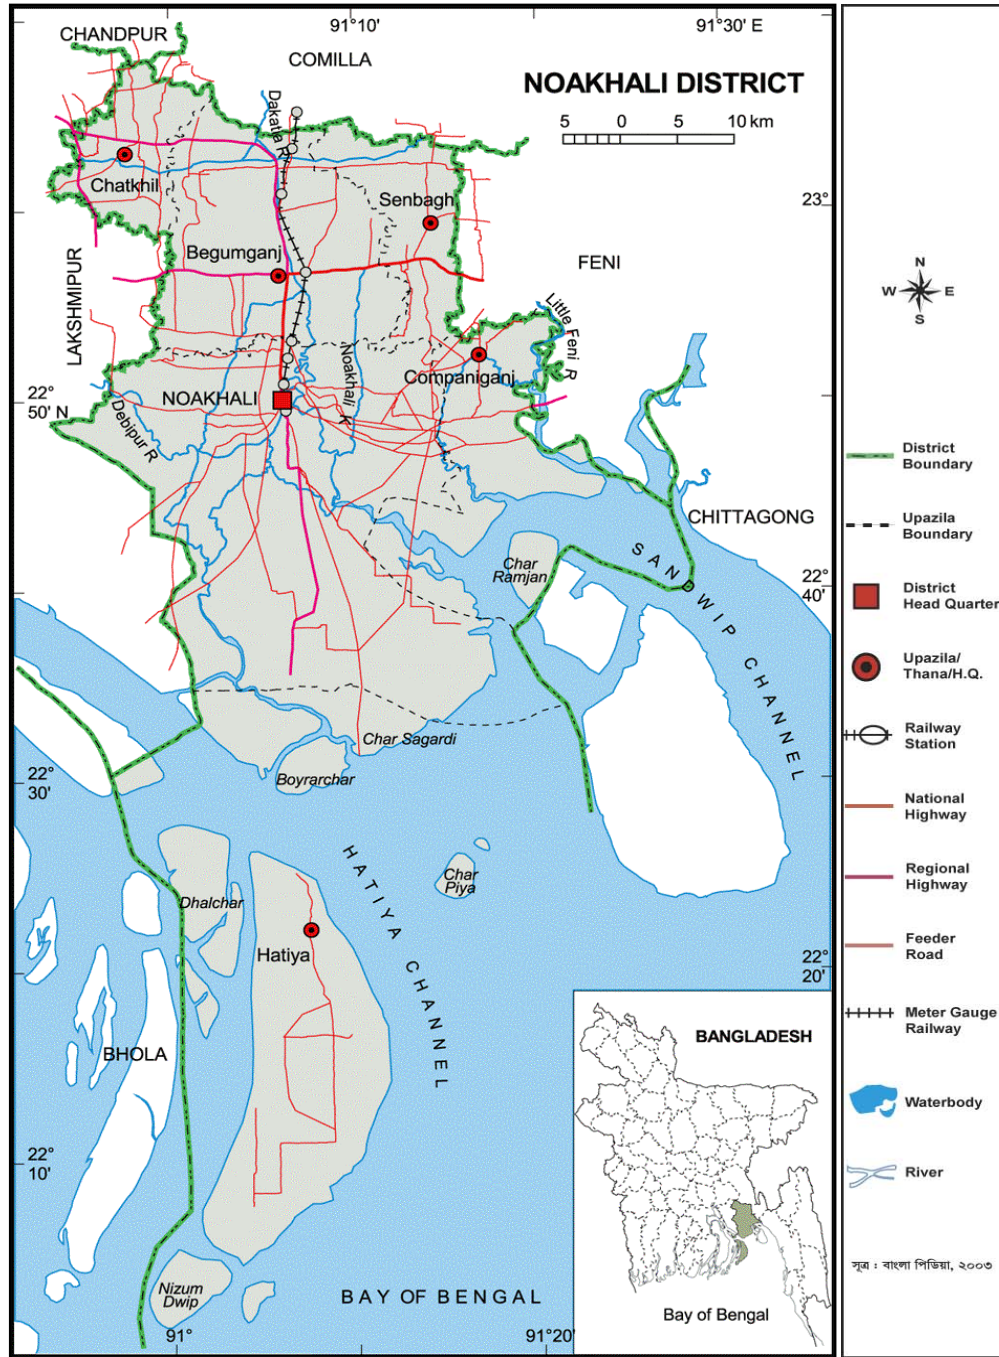 91°10'
91°30' E
CHANDPUR
COMILLA
NOAKHALI DISTRICT
5 0 5 10 km
Dakatia R
Chatkhil
Senbagh
23°
Begumganj
FENI
LAKSHMIPUR
N
W E
S
Little Feni R
Noakhali K
Companiganj
NOAKHALI
22°
50' N
Debipur R
District
Boundary
CHITTAGONG
Upazila
Boundary
SANWIP CHANNEL
Char
Ramjan
22°
40'
District
Head Quarter
Upazila/
Thana/H.Q.
Char Sagardi
Railway
Station
22°
30'
Boyrarchar
National
Highway
HATIYA CHANNEL
Char
Piya
Regional
Highway
Dhalchar
Hatiya
Feeder
Road
22°
20'
Meter Gauge
Railway
BANGLADESH
BHOLA
Waterbody
22°
10'
River
সূত্র : বাংলা পিডিয়া, ২০০৩
Nizum
Dwip
BAY OF BENGAL
Bay of Bengal
91°
91°20'